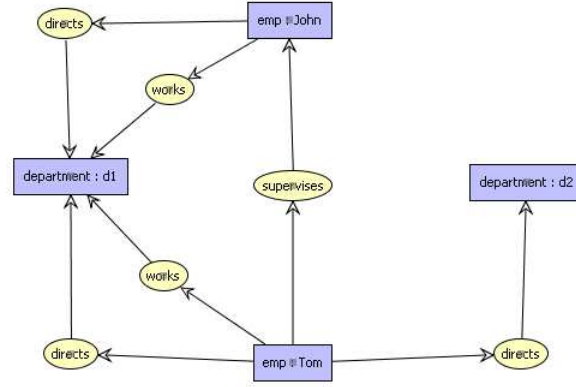 directs
emp : John
works
department : d1
supervises
department : d2
works
directs
emp : Tom
directs